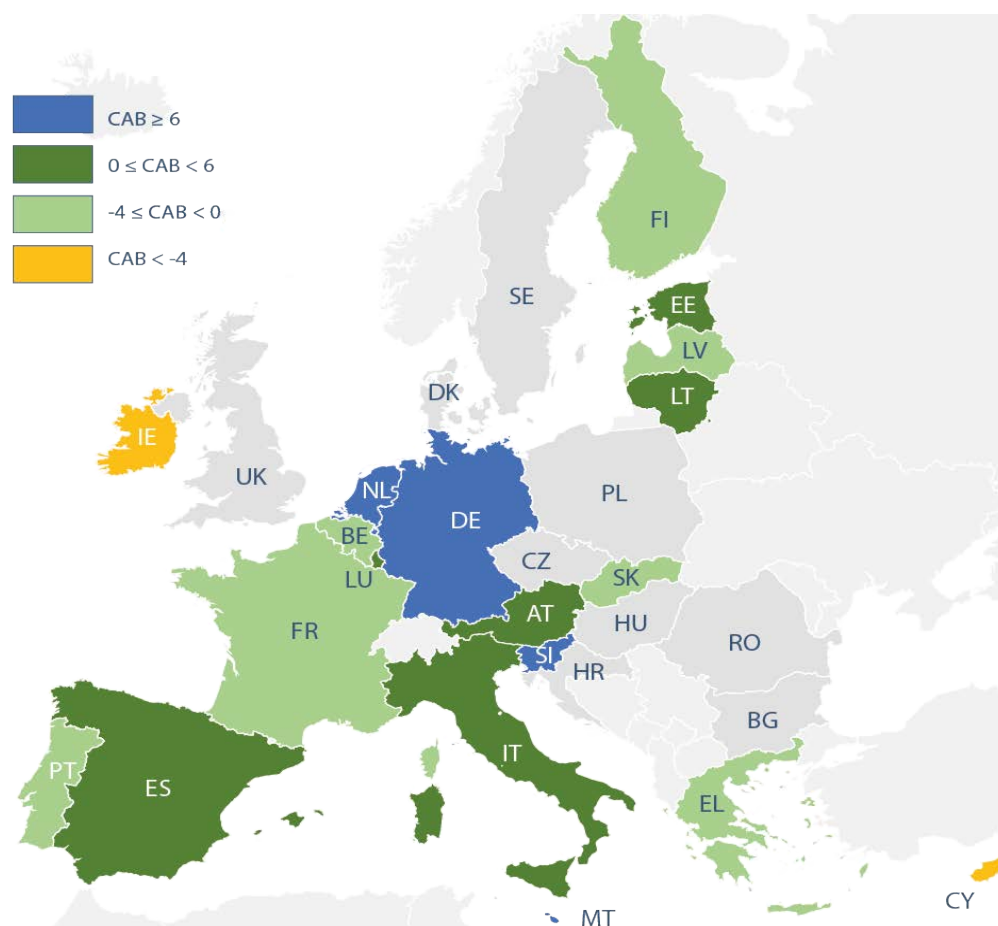 CAB ≥ 6
0 ≤ CAB < 6
-4 ≤ CAB < 0
CAB < -4
FI
SE
EE
LV
DK
LT
IE
UK
NL
PL
DE
BE
CZ
LU
SK
AT
FR
HU
RO
SI
HR
BG
IT
PT
ES
EL
CY
MT